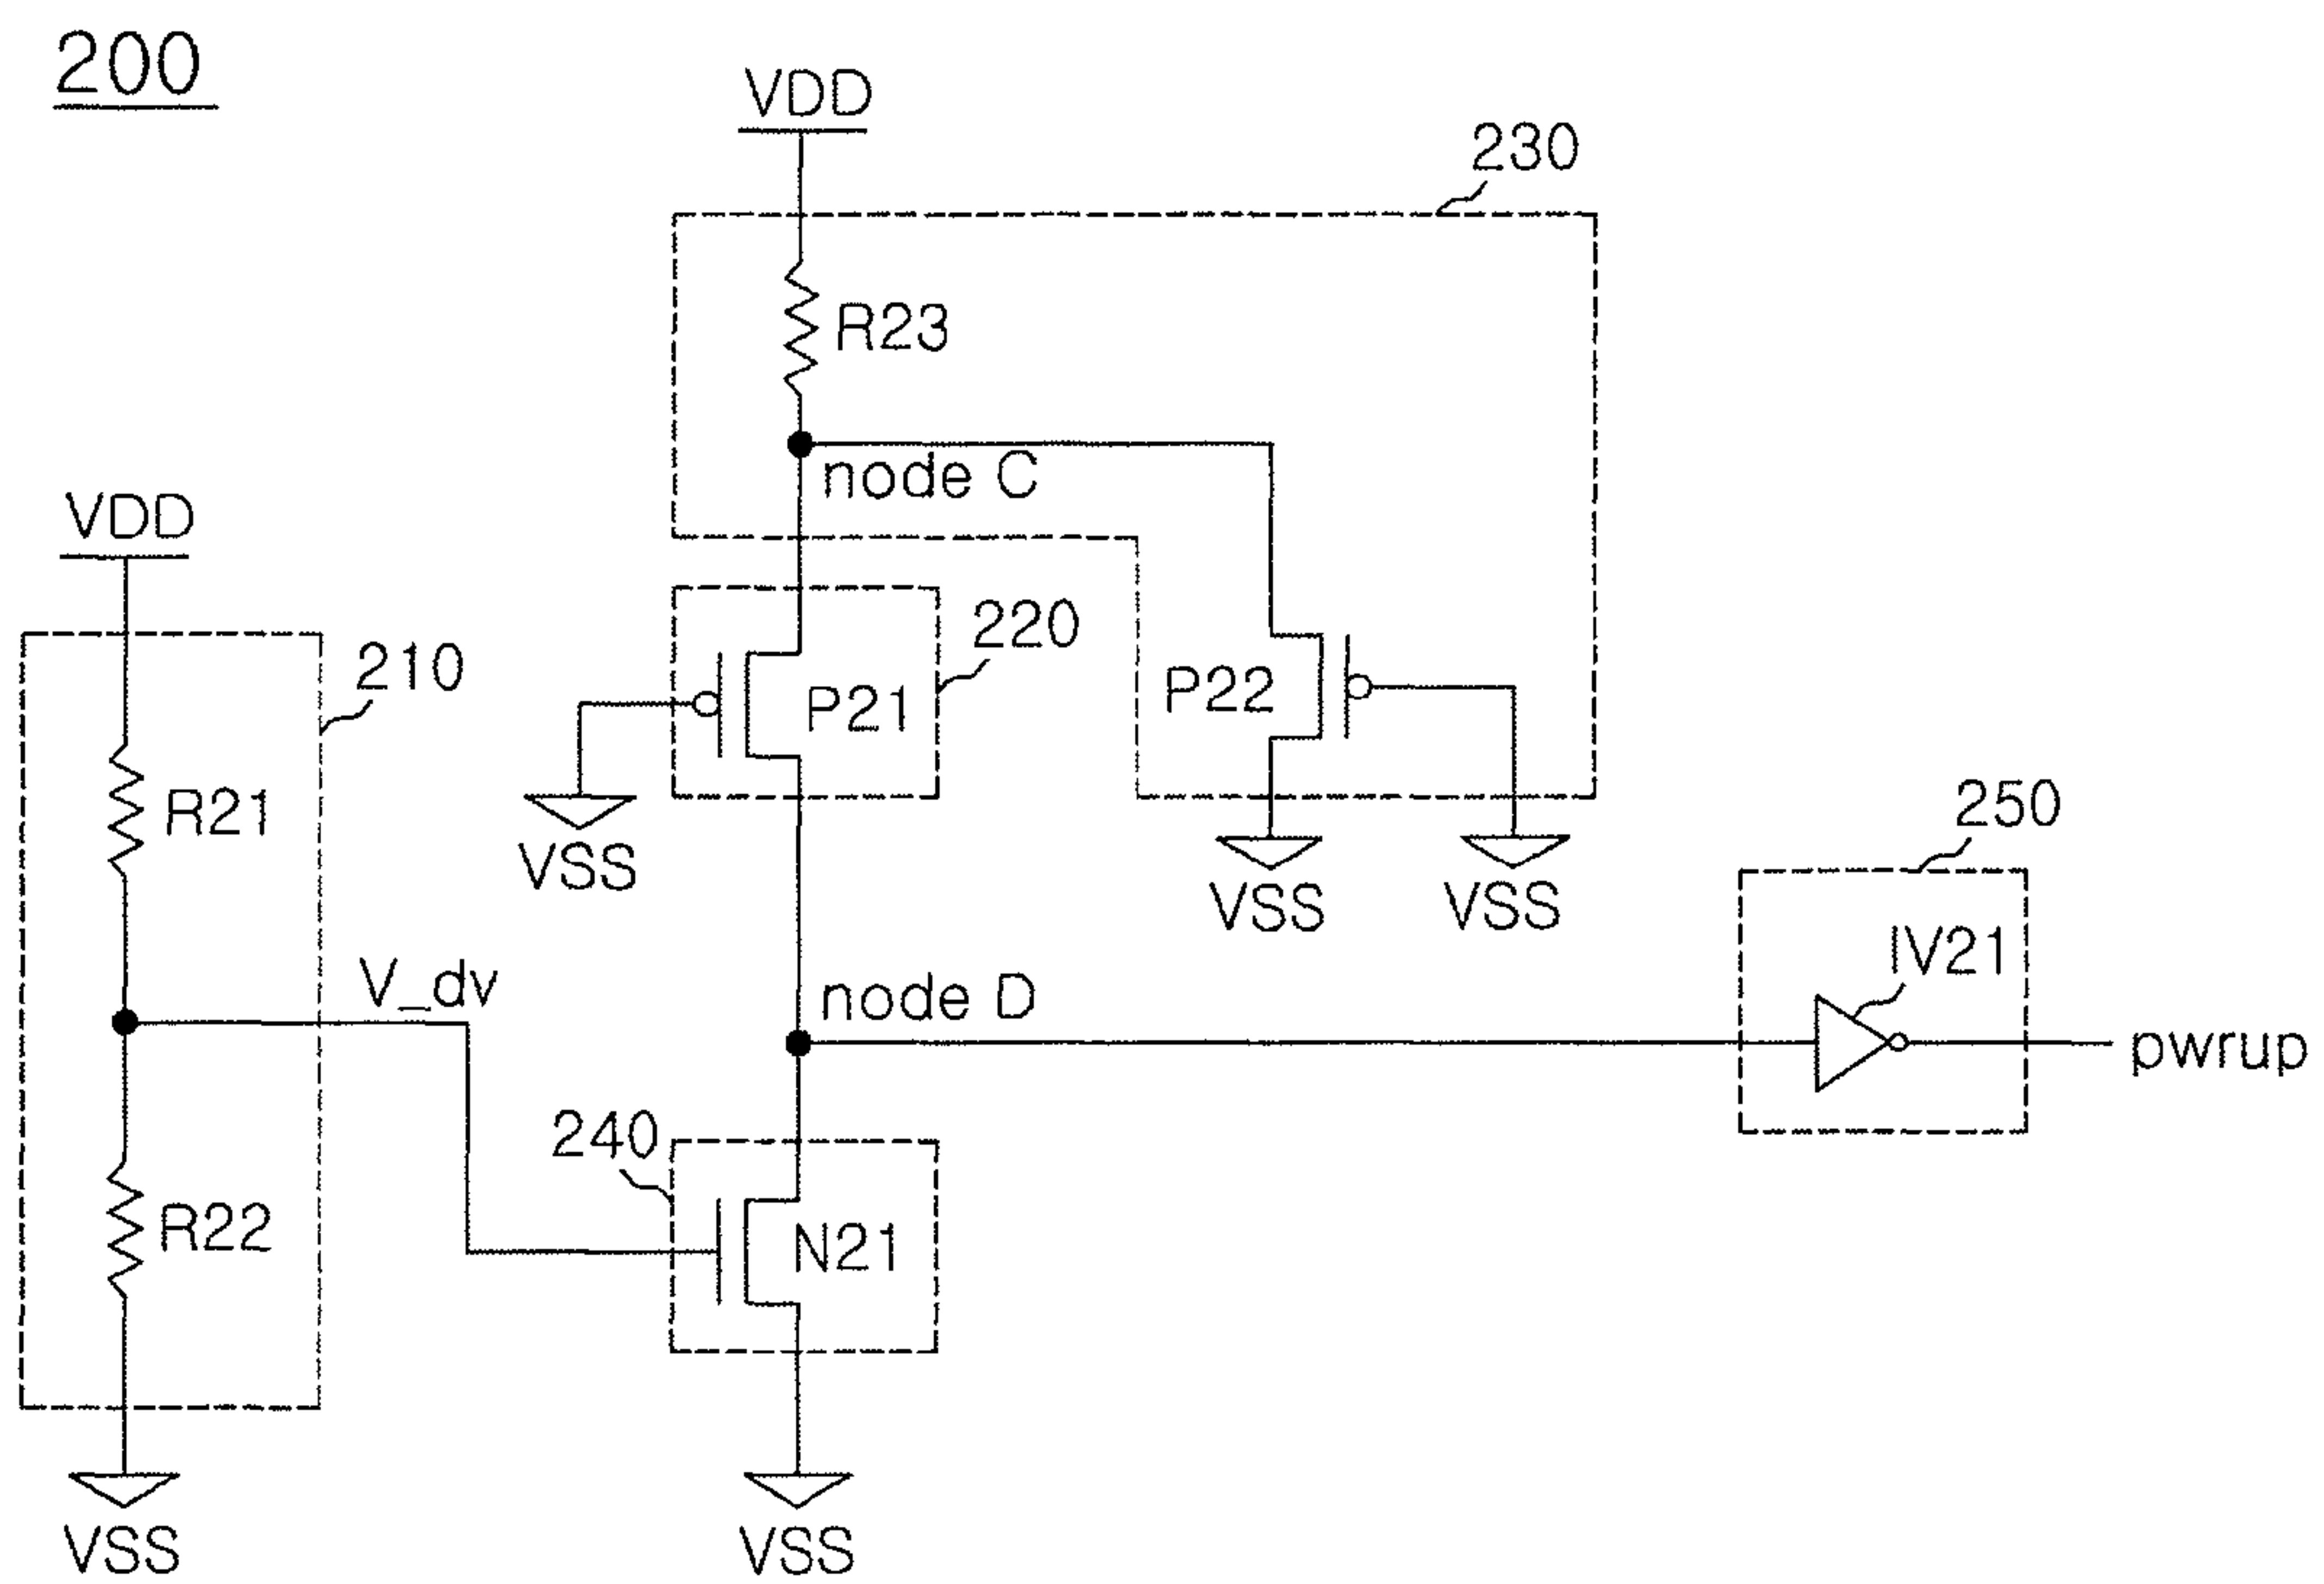 200
VDD
230
R23
node C
VDD
220
210
P22
P21
R21
250
VSS
VSS
VSS
IV21
V_dv
node D
pwrup
240
R22
N21
VSS
VSS